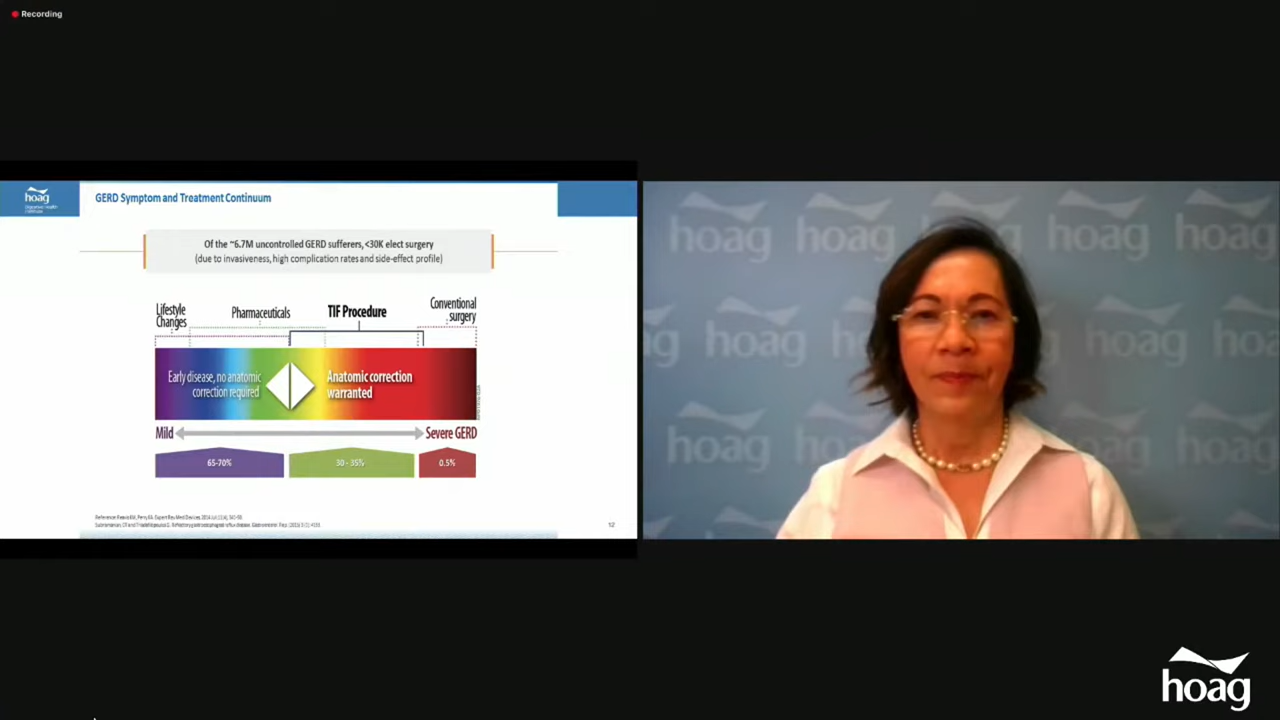 Recording
hoag
Digestive Health
Institute
GERD Symptom and Treatment Continuum
Of the ~6.7M uncontrolled GERD sufferers, <30K elect surgery
(due to invasiveness, high complication rates and side-effect profile)
Lifestyle
Changes
Pharmaceuticals
TIF Procedure
Conventional
surgery
Early disease, no anatomic
correction required
Anatomic correction
warranted
Mild
Severe GERD
65-70%
30 - 35%
0.5%
12
hoag
hoag
hoag
hoag
hoag
hoag
hoag
hoag
hoag
hoag